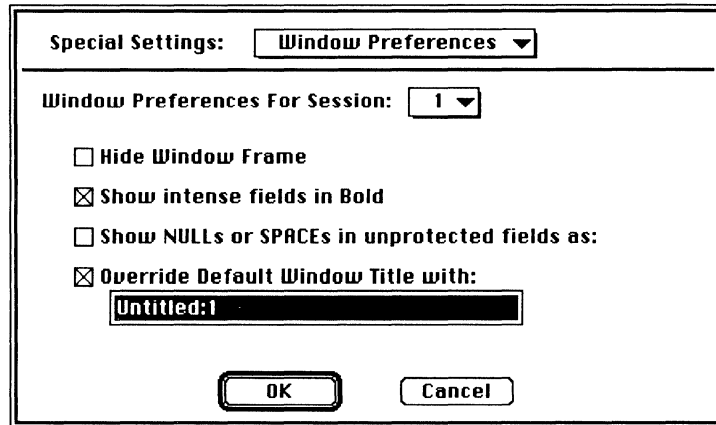 Special Settings: Window Preferences
Window Preferences For Session: 1
Hide Window Frame
Show intense fields in Bold
Show NULLs or SPACEs in unprotected fields as:
Override Default Window Title with:
Untitled:1
OK Cancel